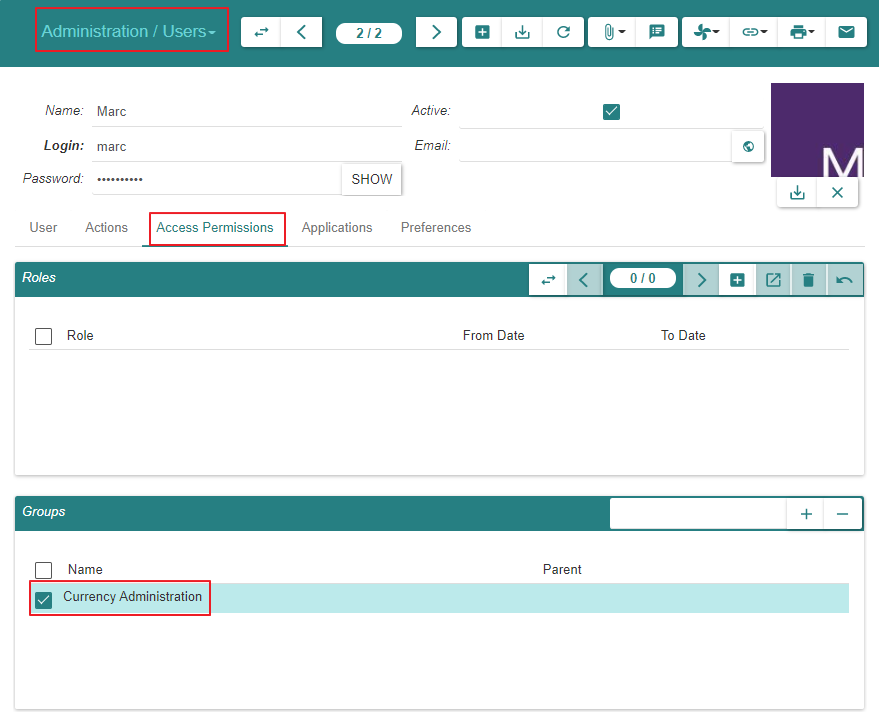 Administration / Users
2 / 2
Name: Marc
Active:
Login: marc
Email:
Password: ••••••••••
SHOW
M
User Actions Access Permissions Applications Preferences
Roles
0 / 0
Role From Date To Date
Groups
Name Parent
Currency Administration